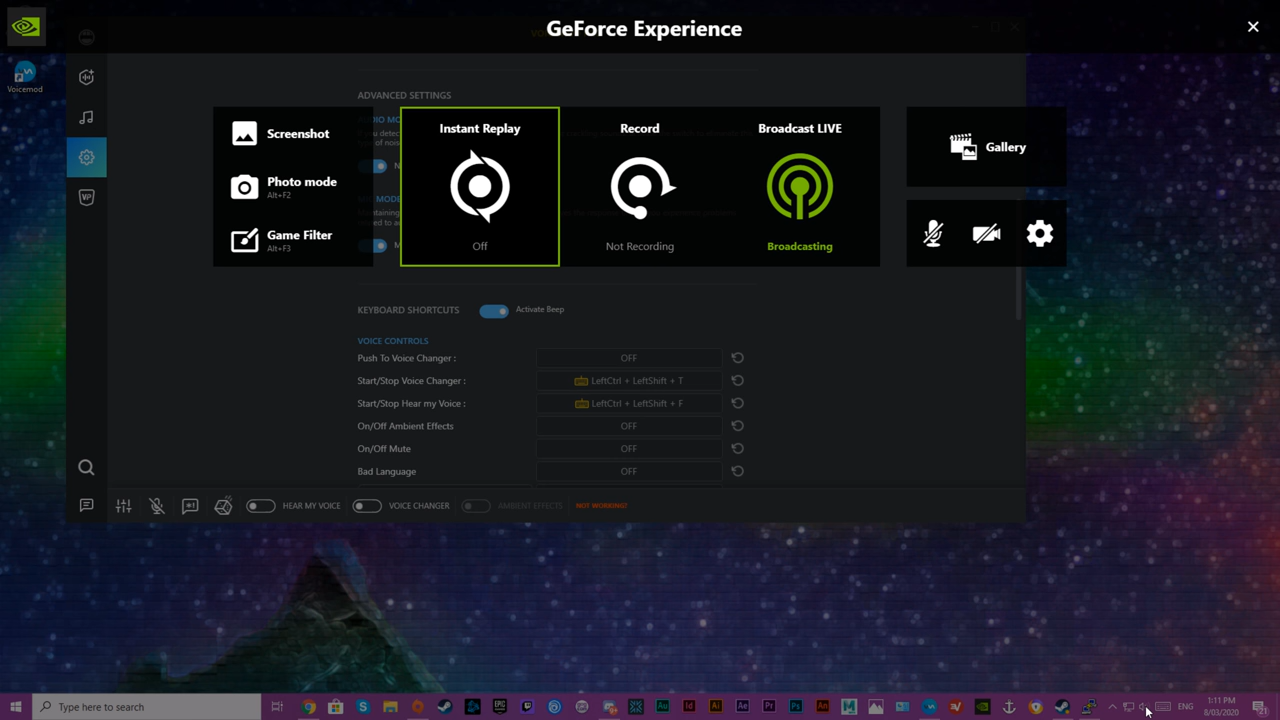 GeForce Experience
Voicemod
ADVANCED SETTINGS
Screenshot
Photo mode
Alt+F2
Game Filter
Alt+F3
Instant Replay
Off
Record
Not Recording
Broadcast LIVE
Broadcasting
Gallery
KEYBOARD SHORTCUTS
Activate Beep
VOICE CONTROLS
Push To Voice Changer : OFF
Start/Stop Voice Changer : LeftCtrl + LeftShift + T
Start/Stop Hear my Voice : LeftCtrl + LeftShift + F
On/Off Ambient Effects OFF
On/Off Mute OFF
Bad Language OFF
HEAR MY VOICE VOICE CHANGER AMBIENT EFFECTS NOT WORKING?
Type here to search
ENG
1:11 PM
8/03/2020
21